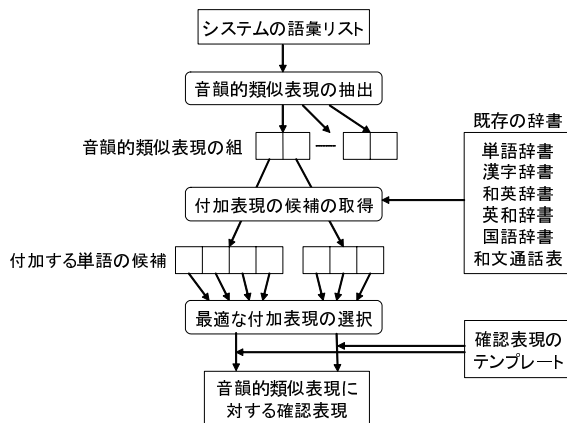 システムの語彙リスト
音韻的類似表現の抽出
音韻的類似表現の組
既存の辞書
単語辞書
漢字辞書
和英辞書
英和辞書
国語辞書
和文通話表
付加表現の候補の取得
付加する単語の候補
最適な付加表現の選択
確認表現の
テンプレート
音韻的類似表現に
対する確認表現